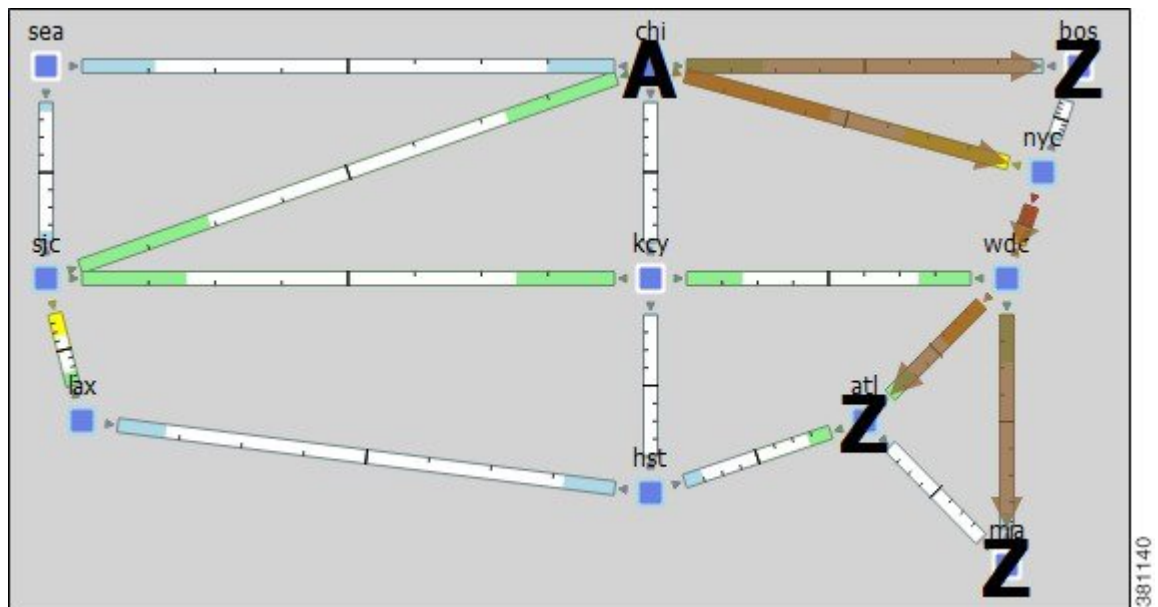 sea
chi
bos
A
Z
nyc
sjc
kcy
wdc
lax
atl
Z
hst
mia
Z
381140